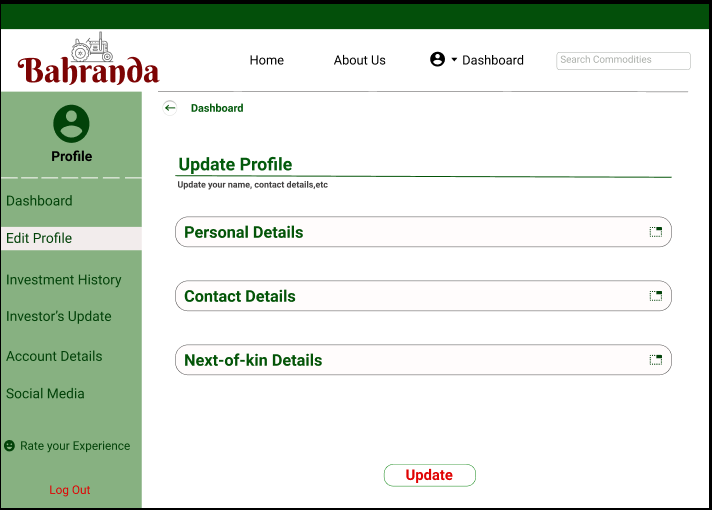 Bahranda
Home
About Us
Dashboard
Search Commodities
Profile
Dashboard
Edit Profile
Investment History
Investor's Update
Account Details
Social Media
Rate your Experience
Log Out
Dashboard
Update Profile
Update your name, contact details,etc
Personal Details
Contact Details
Next-of-kin Details
Update